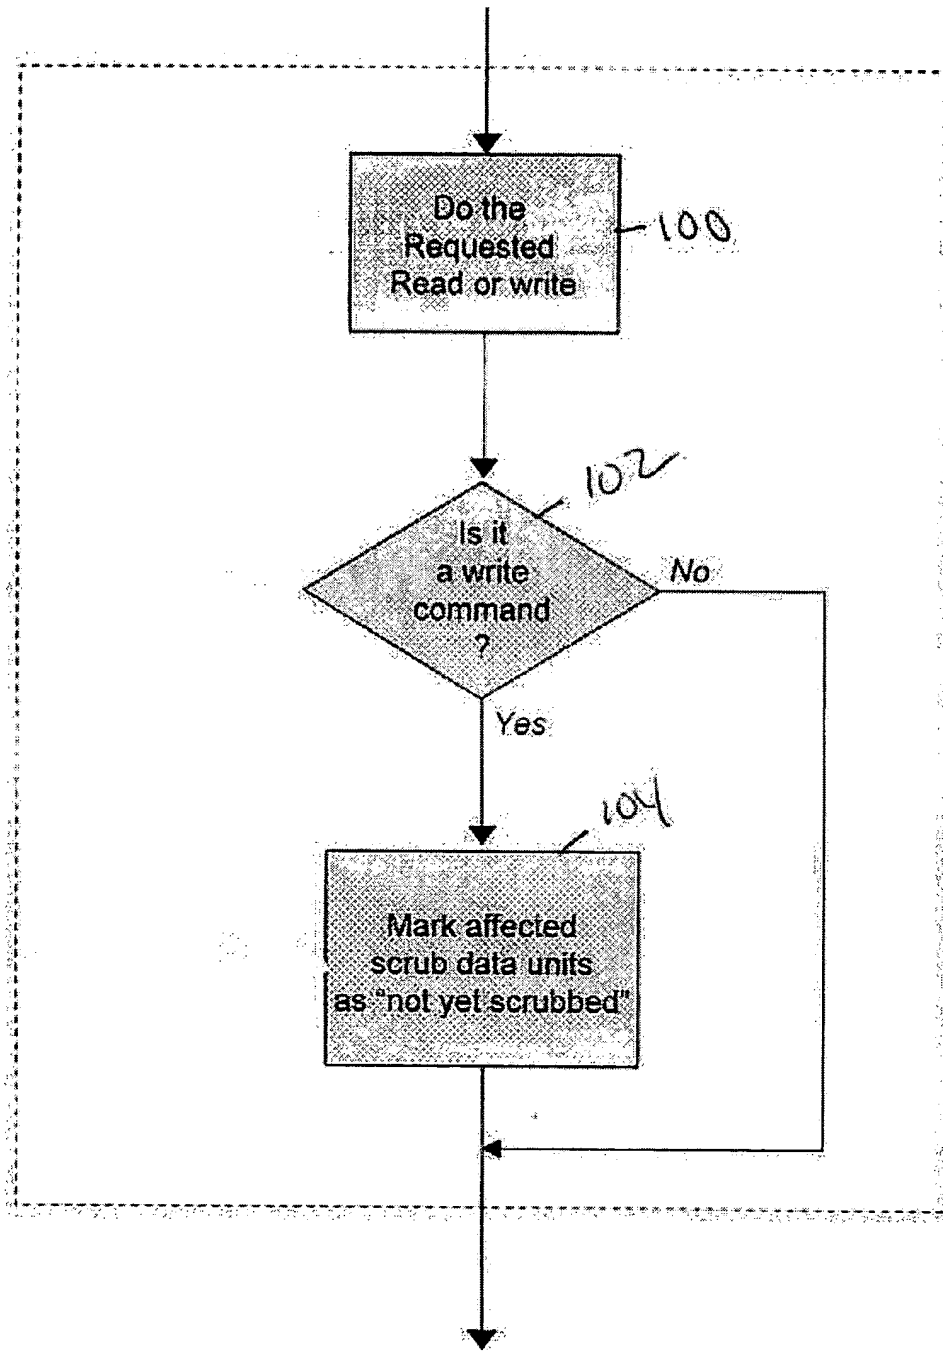 Do the
Requested
Read or write
100
102
Is it
a write
command
?
No
Yes
104
Mark affected
scrub data units
as "not yet scrubbed"